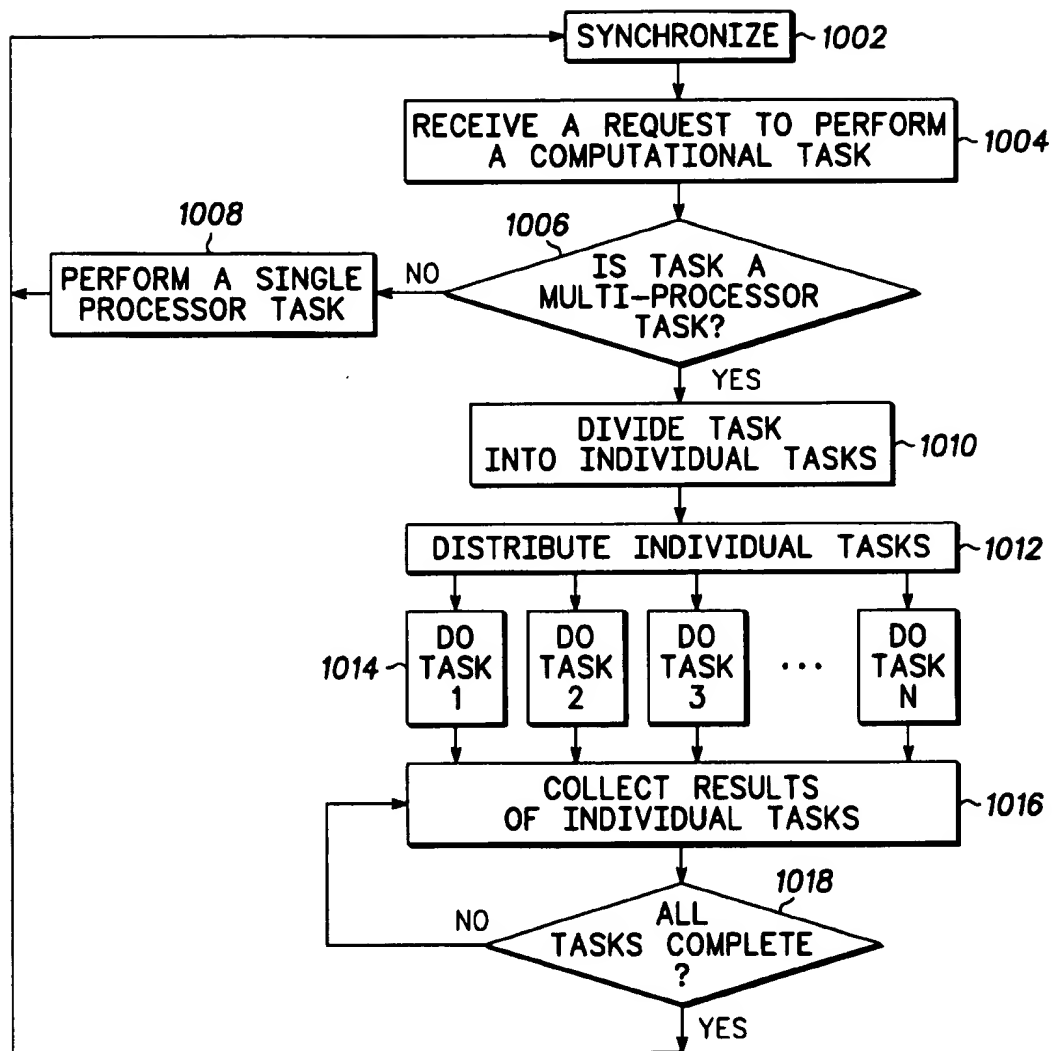 SYNCHRONIZE
1002
RECEIVE A REQUEST TO PERFORM
A COMPUTATIONAL TASK
1004
1006
IS TASK A
MULTI-PROCESSOR
TASK?
NO
1008
PERFORM A SINGLE
PROCESSOR TASK
YES
DIVIDE TASK
INTO INDIVIDUAL TASKS
1010
DISTRIBUTE INDIVIDUAL TASKS
1012
1014
DO
TASK
1
DO
TASK
2
DO
TASK
3
...
DO
TASK
N
COLLECT RESULTS
OF INDIVIDUAL TASKS
1016
1018
ALL
TASKS COMPLETE
?
NO
YES